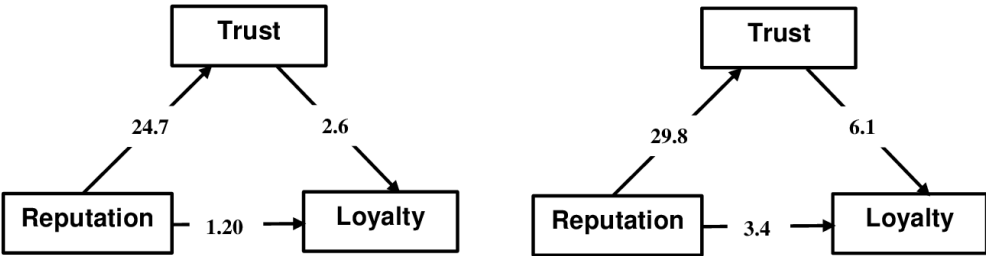 Trust
24.7
2.6
Reputation
1.20
Loyalty
Trust
29.8
6.1
Reputation
3.4
Loyalty